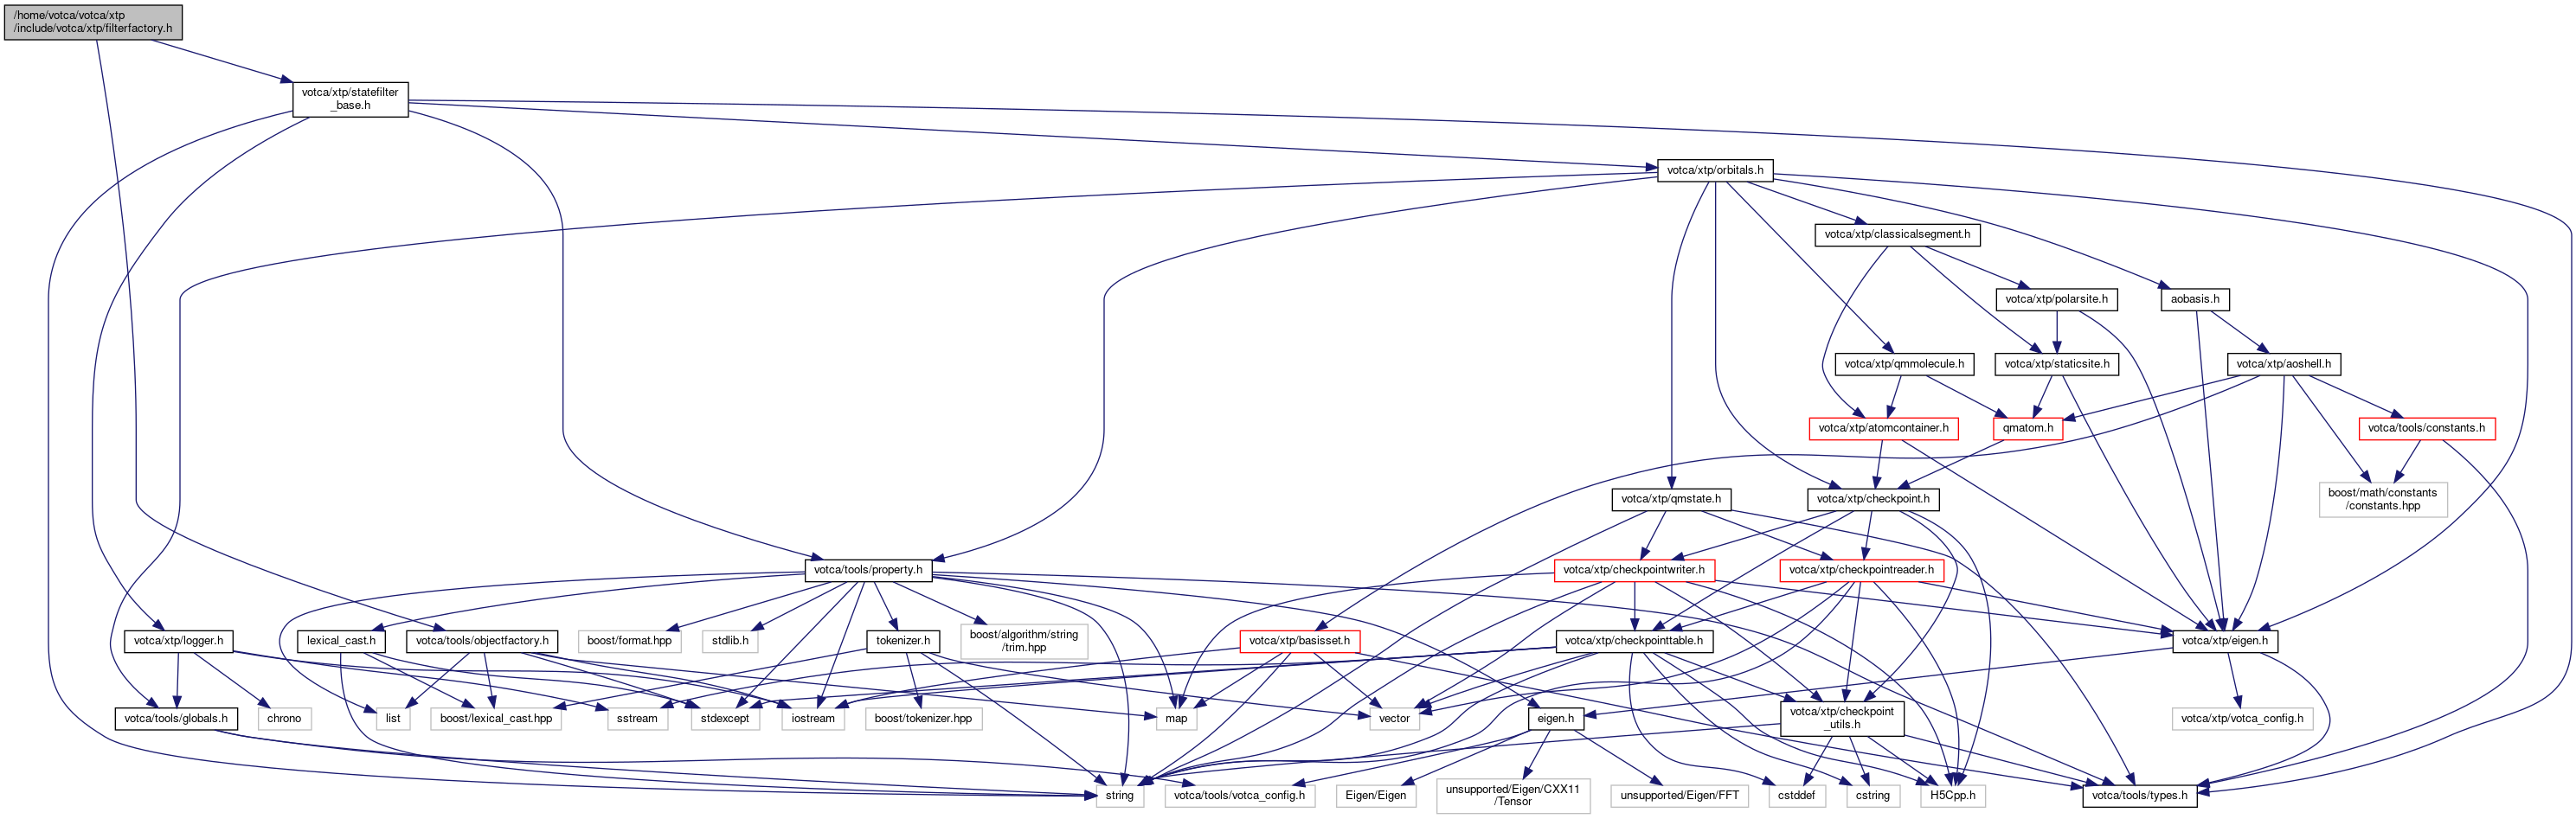 /home/votca/votca/xtp
/include/votca/xtp/filterfactory.h
votca/xtp/statefilter
_base.h
votca/xtp/orbitals.h
votca/xtp/classicalsegment.h
votca/xtp/polarsite.h
aobasis.h
votca/xtp/qmmolecule.h
votca/xtp/staticsite.h
votca/xtp/aoshell.h
votca/xtp/atomcontainer.h
qmatom.h
votca/tools/constants.h
votca/xtp/qmstate.h
votca/xtp/checkpoint.h
boost/math/constants
/constants.hpp
votca/tools/property.h
votca/xtp/checkpointwriter.h
votca/xtp/checkpointreader.h
votca/xtp/logger.h
lexical_cast.h
votca/tools/objectfactory.h
boost/format.hpp
stdlib.h
tokenizer.h
boost/algorithm/string
/trim.hpp
votca/xtp/basisset.h
votca/xtp/checkpointtable.h
votca/xtp/eigen.h
votca/tools/globals.h
chrono
list
boost/lexical_cast.hpp
sstream
stdexcept
iostream
boost/tokenizer.hpp
map
vector
eigen.h
votca/xtp/checkpoint
_utils.h
votca/xtp/votca_config.h
string
votca/tools/votca_config.h
Eigen/Eigen
unsupported/Eigen/CXX11
/Tensor
unsupported/Eigen/FFT
cstddef
cstring
H5Cpp.h
votca/tools/types.h